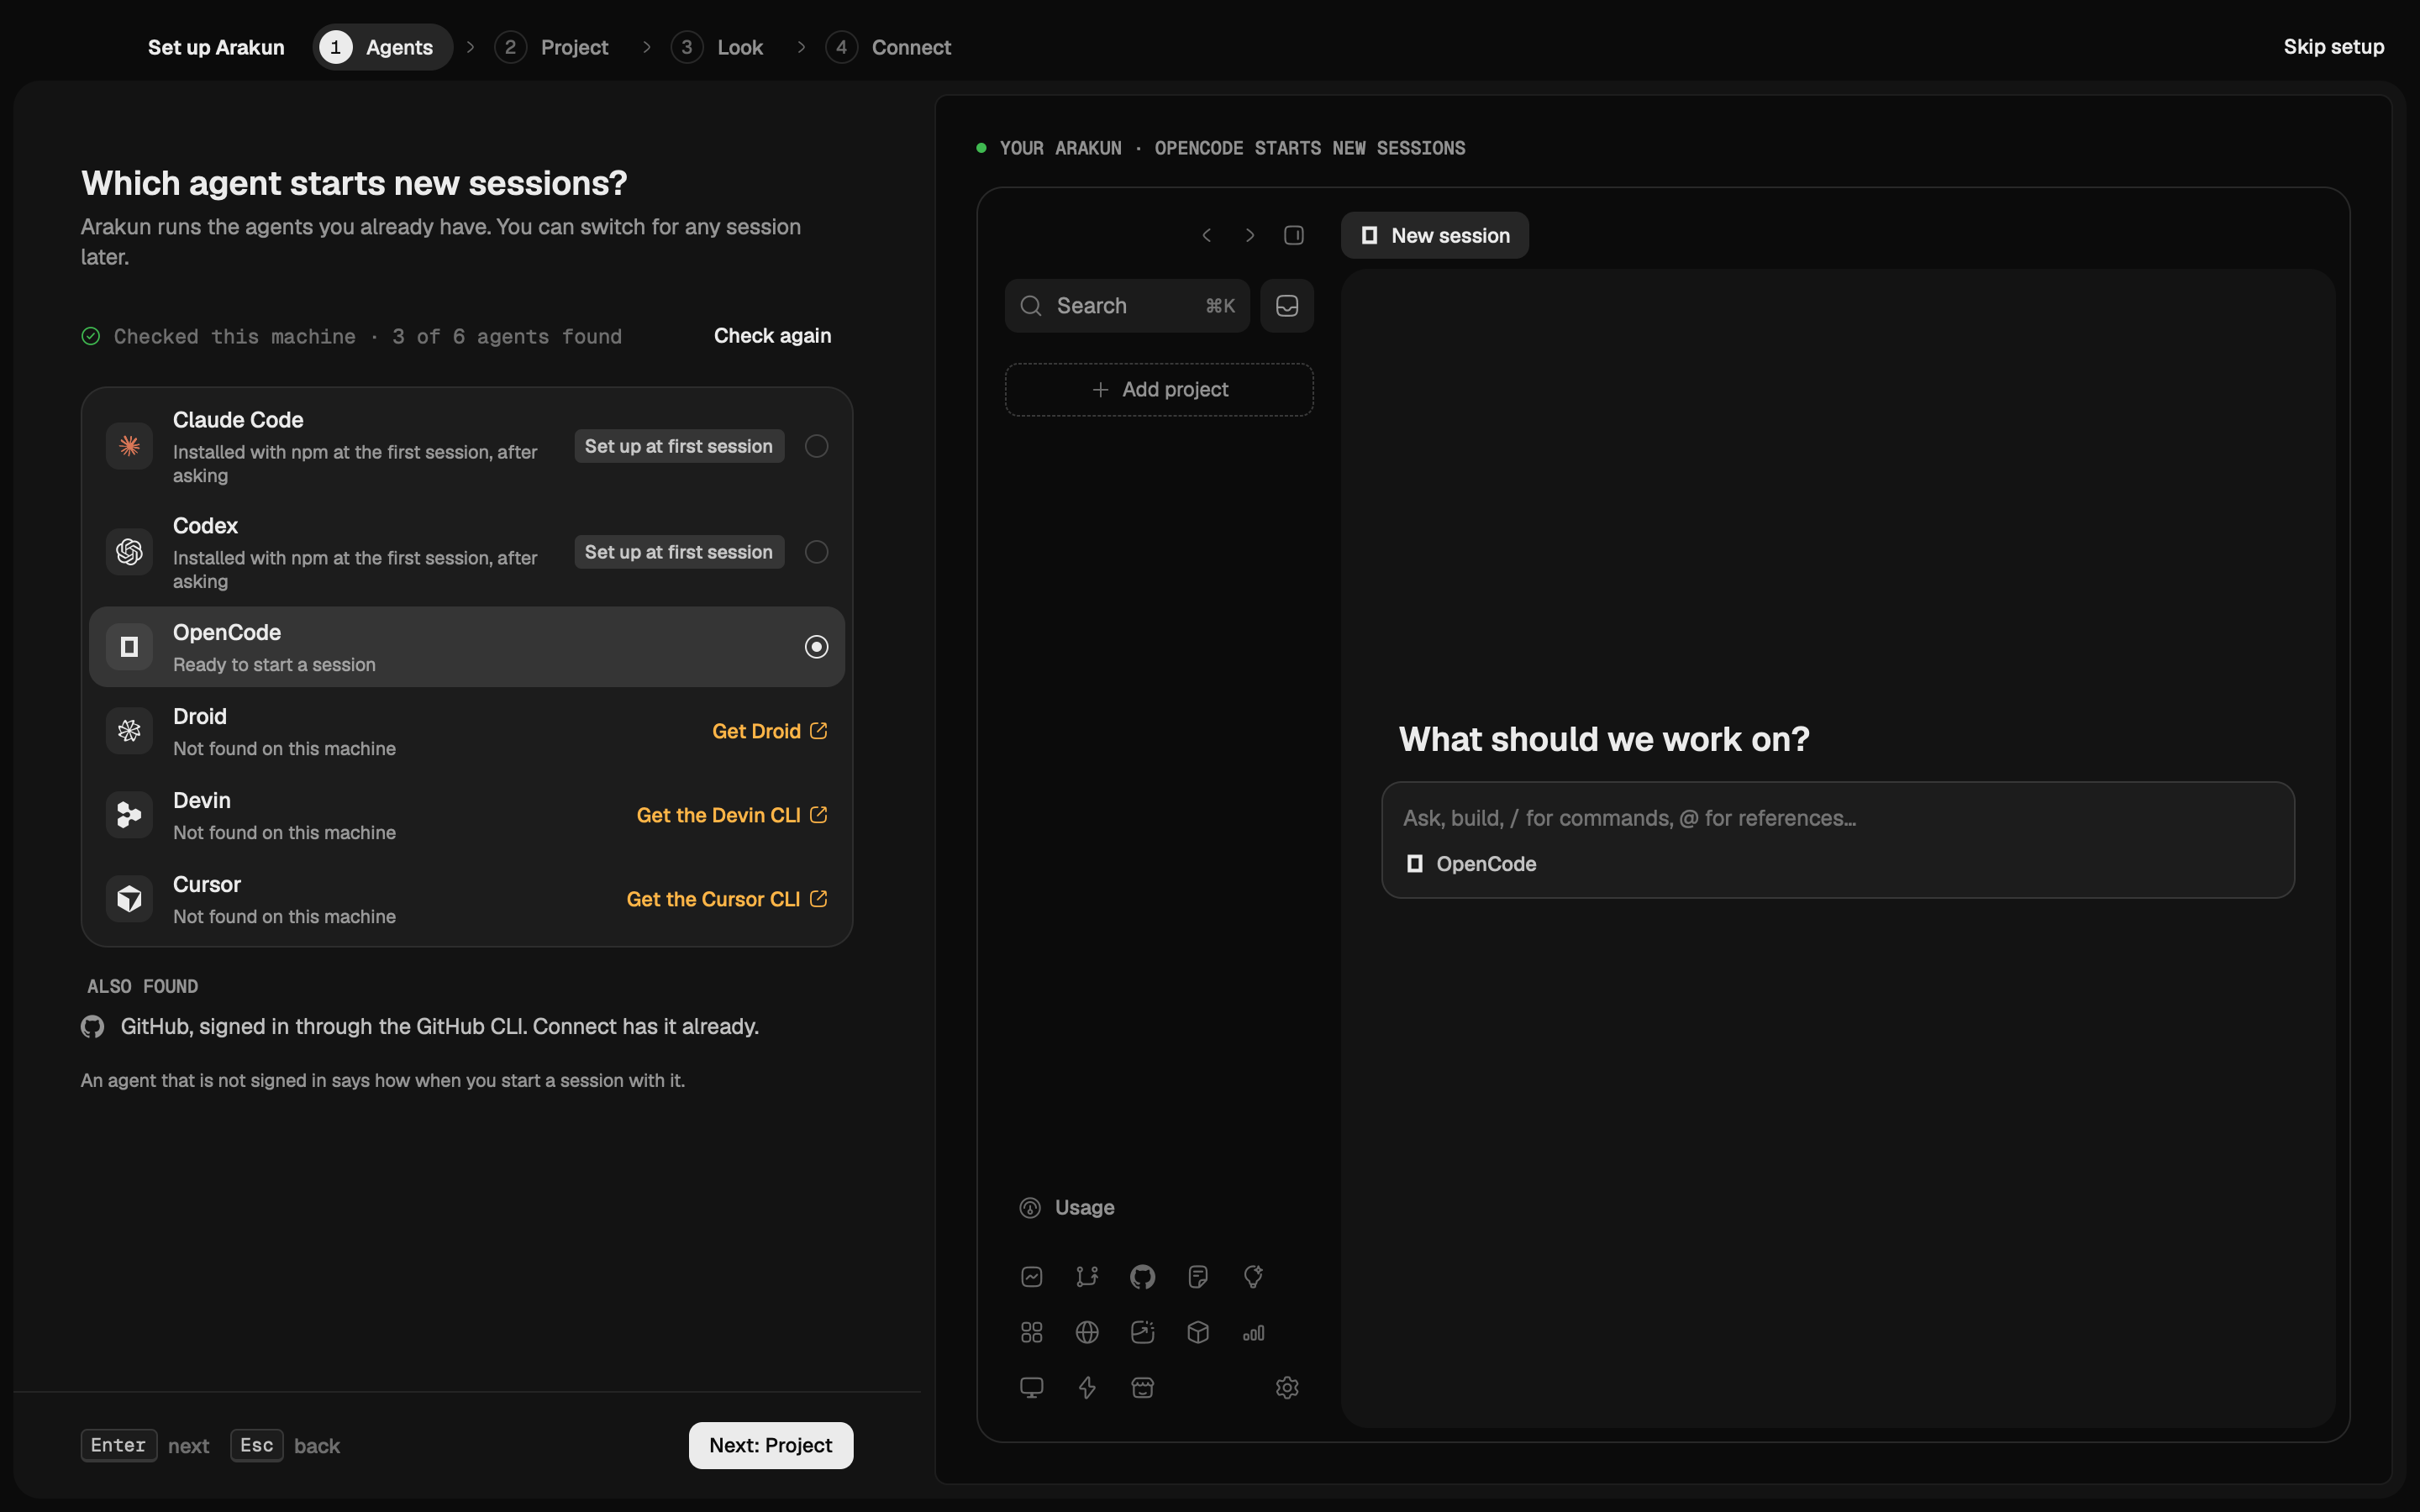 Set up Arakun
1 Agents
2 Project
3 Look
4 Connect
Skip setup
Which agent starts new sessions?
Arakun runs the agents you already have. You can switch for any session
later.
Checked this machine · 3 of 6 agents found
Check again
Claude Code
Installed with npm at the first session, after
asking
Set up at first session
Codex
Installed with npm at the first session, after
asking
Set up at first session
OpenCode
Ready to start a session
Droid
Not found on this machine
Get Droid
Devin
Not found on this machine
Get the Devin CLI
Cursor
Not found on this machine
Get the Cursor CLI
ALSO FOUND
GitHub, signed in through the GitHub CLI. Connect has it already.
An agent that is not signed in says how when you start a session with it.
Enter next Esc back
Next: Project
YOUR ARAKUN · OPENCODE STARTS NEW SESSIONS
New session
Search ⌘K
Add project
What should we work on?
Ask, build, / for commands, @ for references...
OpenCode
Usage